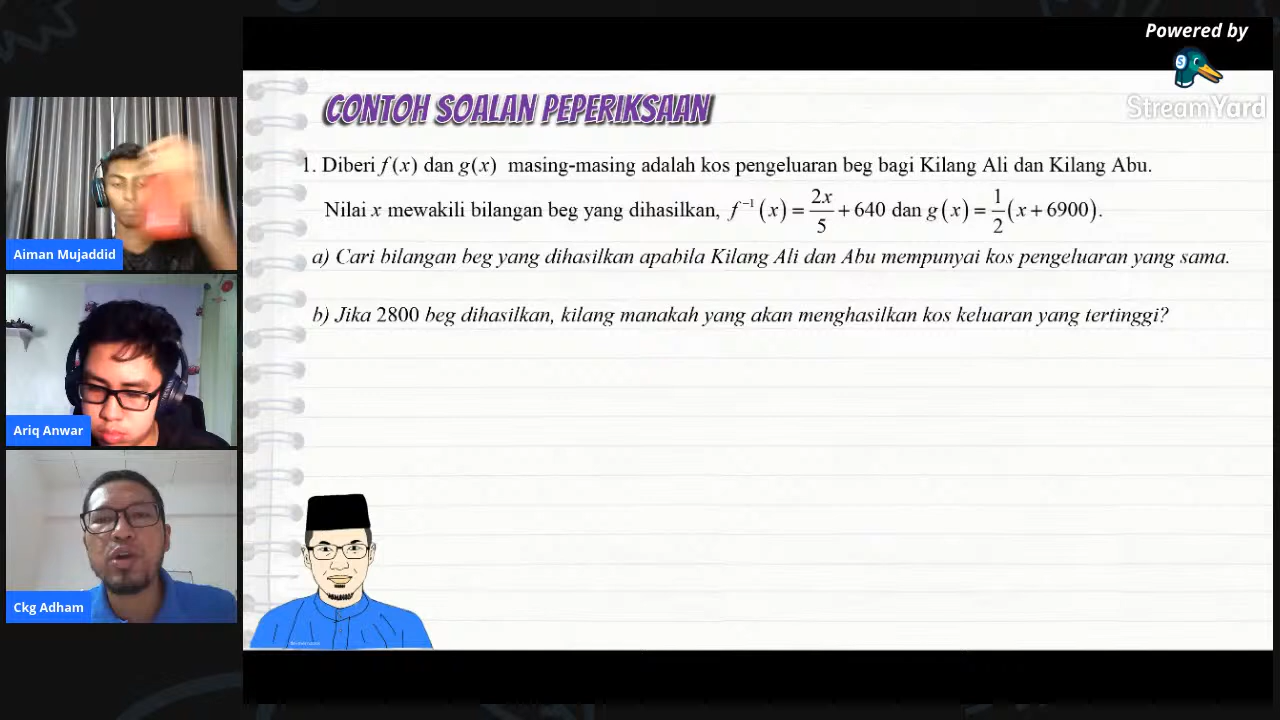 Powered by
StreamYard
CONTOH SOALAN PEPERIKSAAN
1. Diberi f(x) dan g(x) masing-masing adalah kos pengeluaran beg bagi Kilang Ali dan Kilang Abu.
Nilai x mewakili bilangan beg yang dihasilkan, f⁻¹(x) = 2x/5 + 640 dan g(x) = 1/2(x + 6900).
a) Cari bilangan beg yang dihasilkan apabila Kilang Ali dan Abu mempunyai kos pengeluaran yang sama.
b) Jika 2800 beg dihasilkan, kilang manakah yang akan menghasilkan kos keluaran yang tertinggi?
Aiman Mujaddid
Ariq Anwar
Ckg Adham